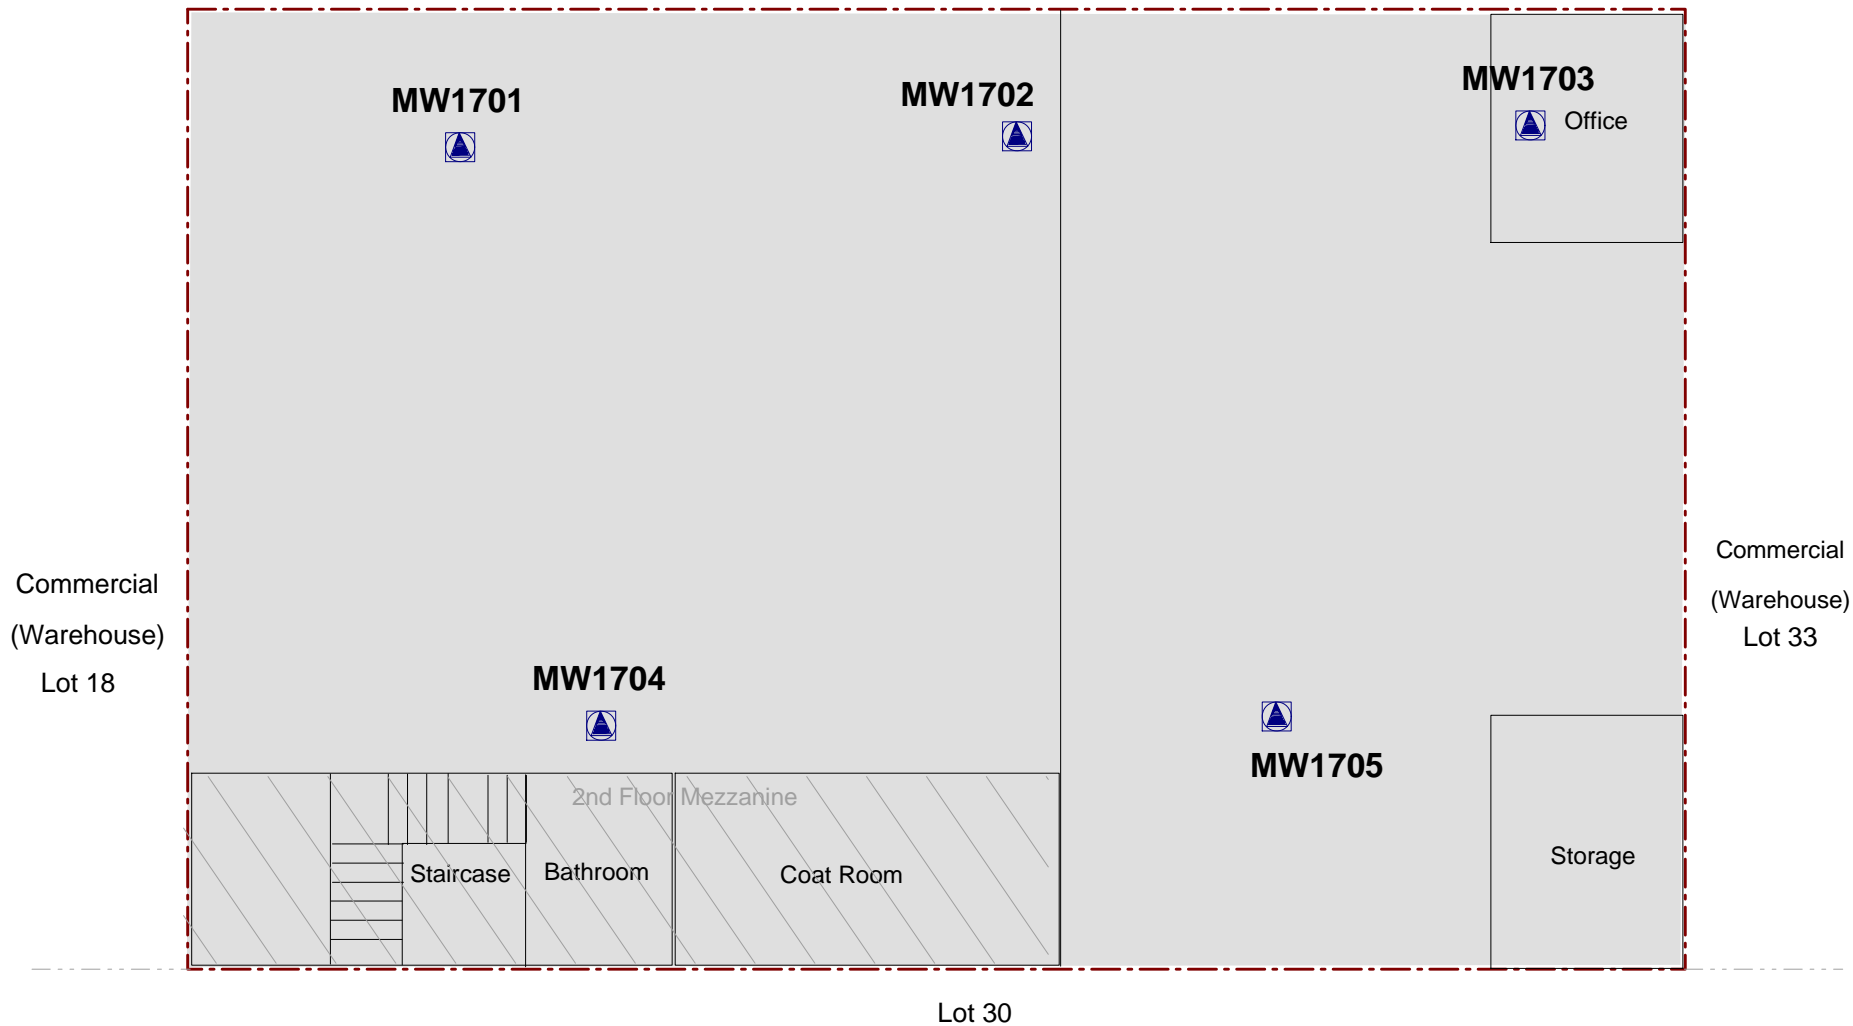 MW1701
MW1702
MW1703
Office
Commercial
(Warehouse)
Lot 18
Commercial
(Warehouse)
Lot 33
MW1704
MW1705
2nd Floor Mezzanine
Staircase
Bathroom
Coat Room
Storage
Lot 30